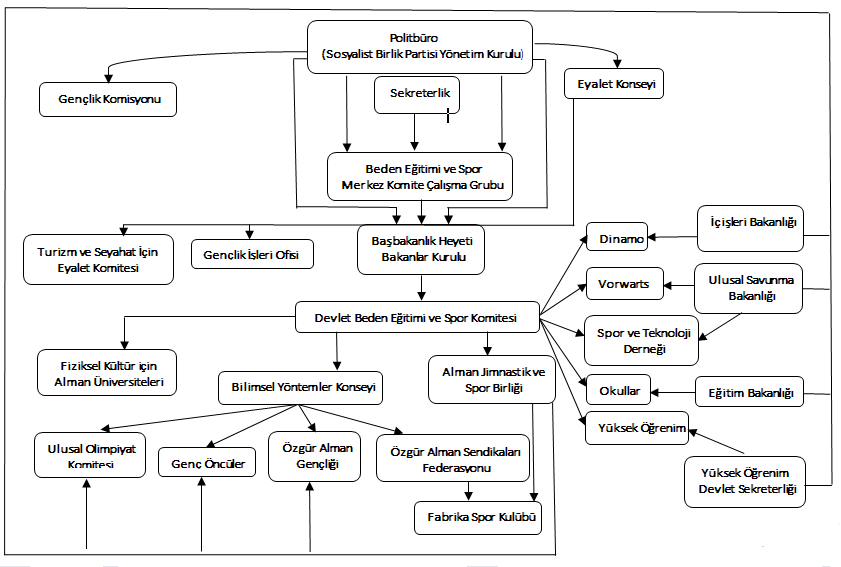 Politbüro
(Sosyalist Birlik Partisi Yönetim Kurulu)
Gençlik Komisyonu
Sekreterlik
Eyalet Konseyi
Beden Eğitimi ve Spor
Merkez Komite Çalışma Grubu
Turizm ve Seyahat İçin
Eyalet Komitesi
Gençlik İşleri Ofisi
Başbakanlık Heyeti
Bakanlar Kurulu
Dinamo
İçişleri Bakanlığı
Vorwarts
Ulusal Savunma
Bakanlığı
Devlet Beden Eğitimi ve Spor Komitesi
Spor ve Teknoloji
Derneği
Fiziksel Kültür için
Alman Üniversiteleri
Bilimsel Yöntemler Konseyi
Alman Jimnastik ve
Spor Birliği
Okullar
Eğitim Bakanlığı
Yüksek Öğrenim
Ulusal Olimpiyat
Komitesi
Genç Öncüler
Özgür Alman
Gençliği
Özgür Alman Sendikaları
Federasyonu
Yüksek Öğrenim
Devlet Sekreterliği
Fabrika Spor Kulübü